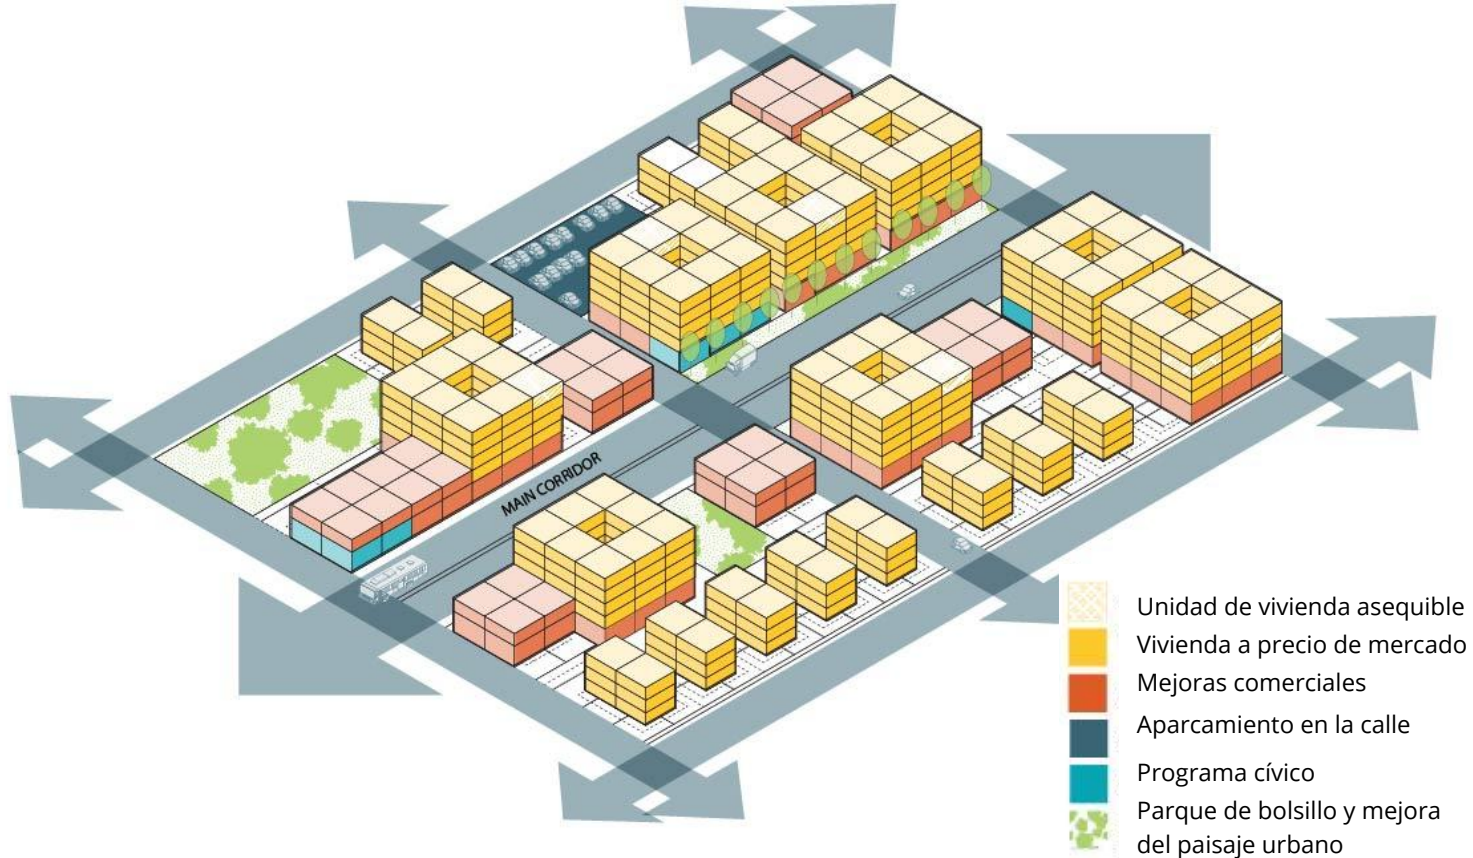 MAIN CORRIDOR
Unidad de vivienda asequible
Vivienda a precio de mercado
Mejoras comerciales
Aparcamiento en la calle
Programa cívico
Parque de bolsillo y mejora
del paisaje urbano